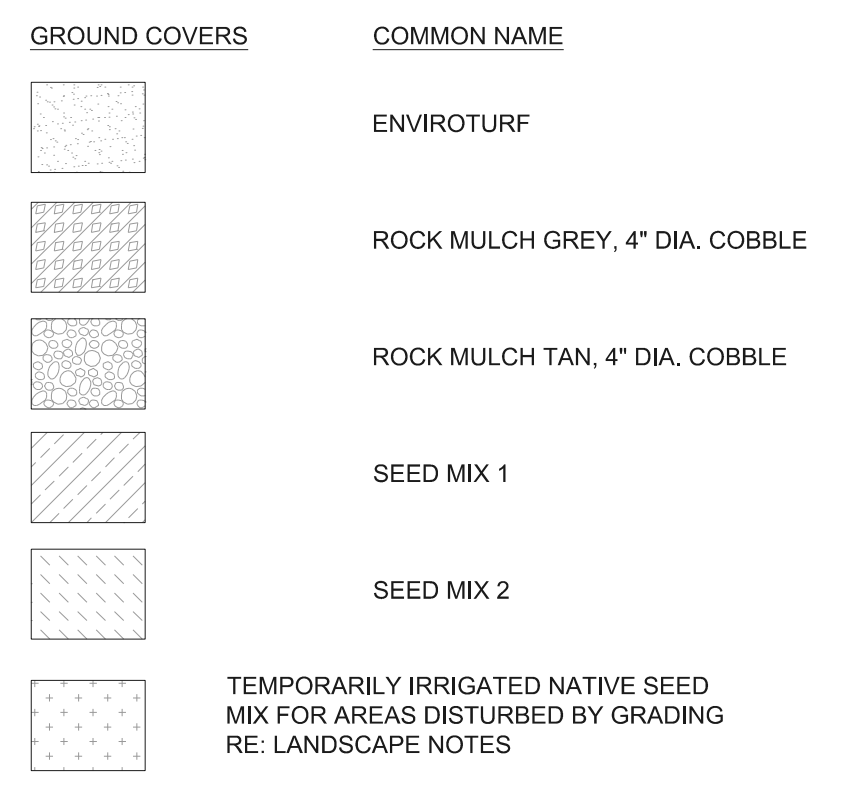 GROUND COVERS COMMON NAME
ENVIROTURF
ROCK MULCH GREY, 4" DIA. COBBLE
ROCK MULCH TAN, 4" DIA. COBBLE
SEED MIX 1
SEED MIX 2
TEMPORARILY IRRIGATED NATIVE SEED
MIX FOR AREAS DISTURBED BY GRADING
RE: LANDSCAPE NOTES